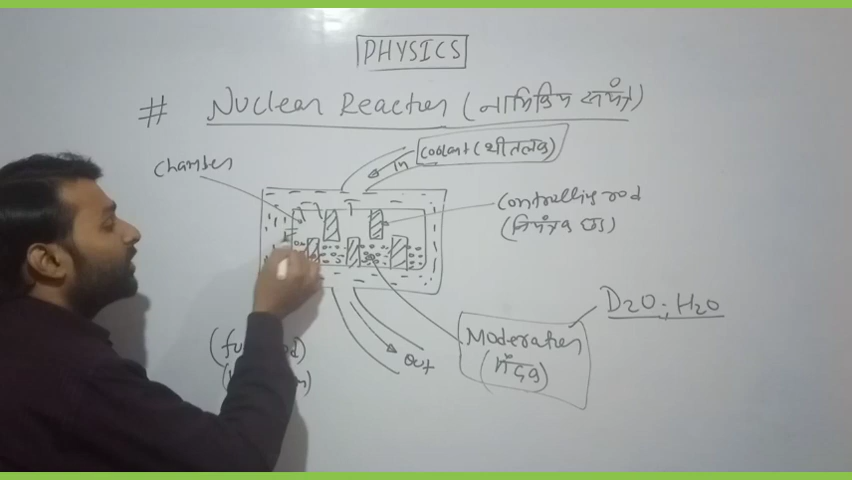 PHYSICS
# Nuclear Reactor (नाभिकीय
Chamber
In
Coolant (शीतलक)
Controlling rod
(नियंत्रक छड़)
D₂O, H₂O
Moderator
(मंदक)
Out